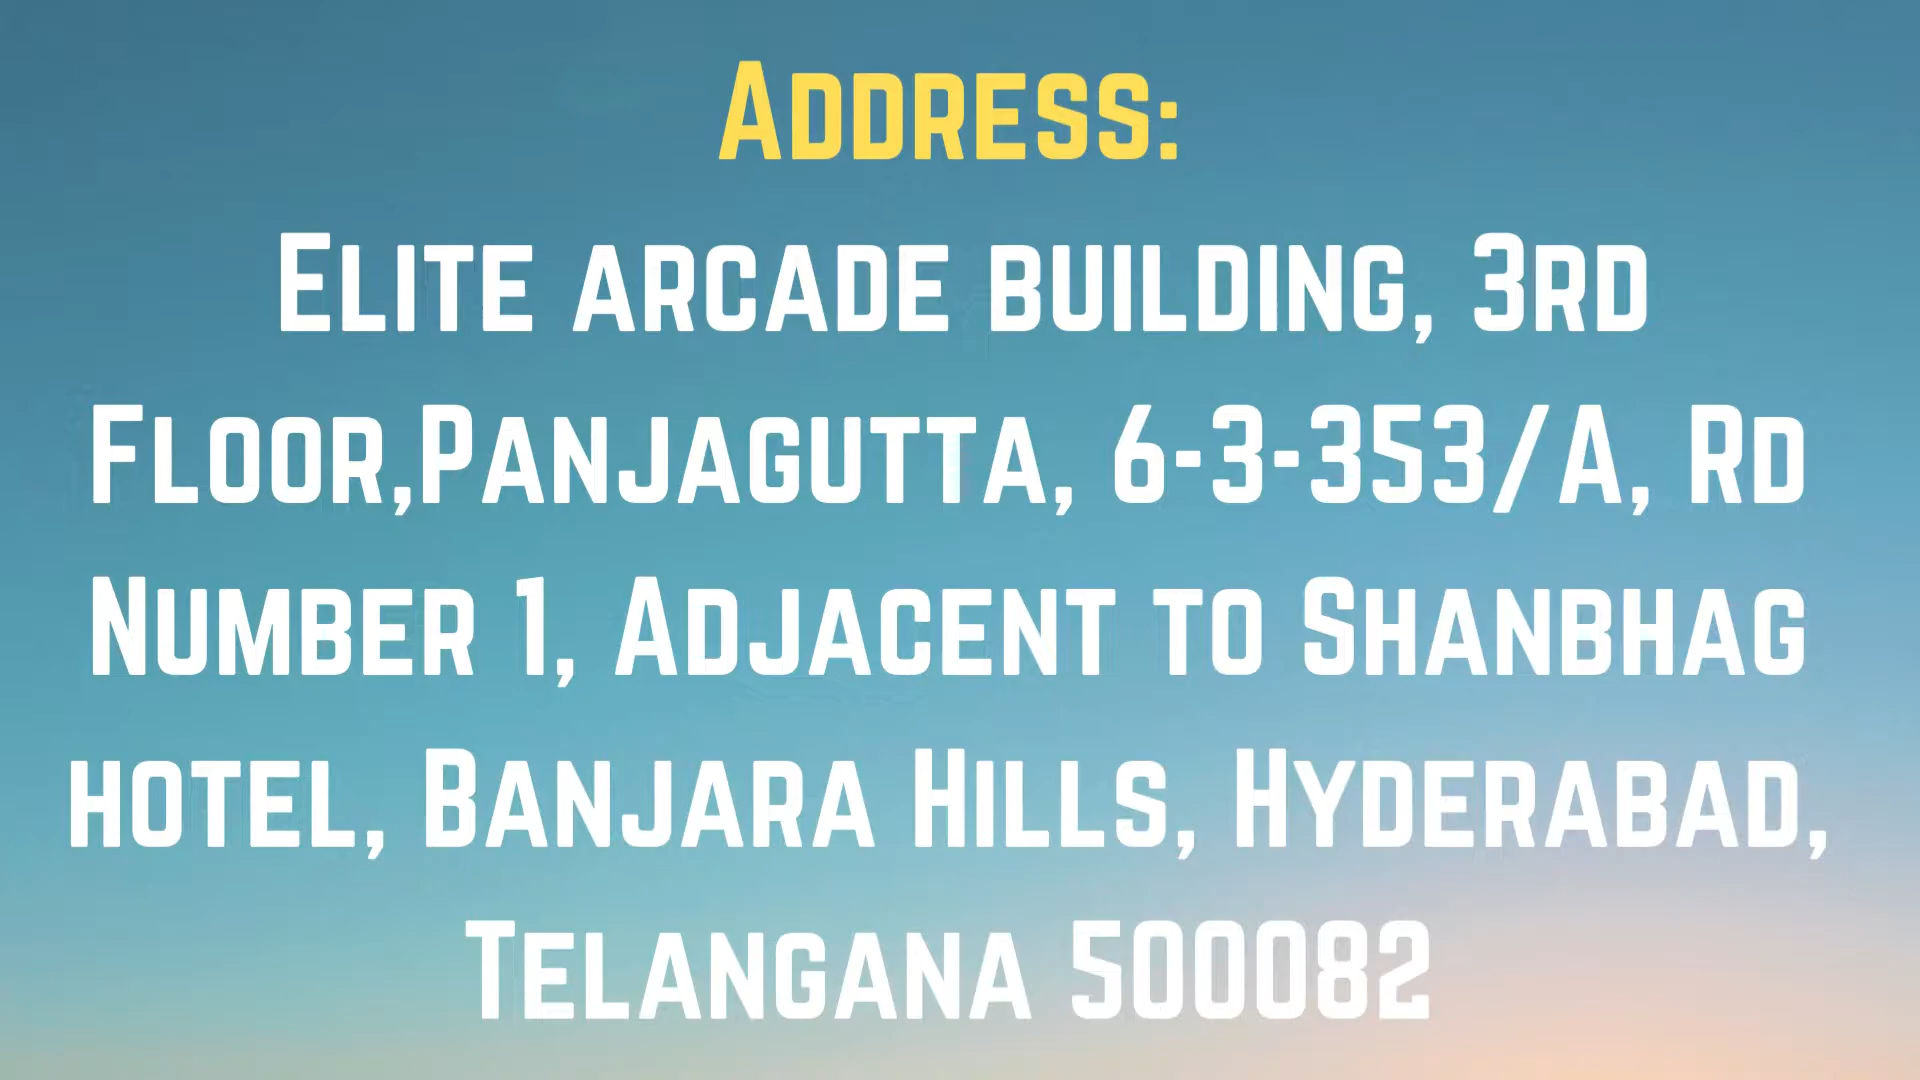 Address:
Elite arcade building, 3rd
Floor,Panjagutta, 6-3-353/A, Rd
Number 1, Adjacent to Shanbhag
hotel, Banjara Hills, Hyderabad,
Telangana 500082